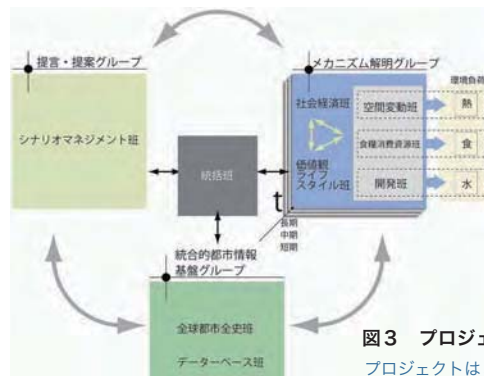 提言・提案グループ
シナリオマネジメント班
統括班
メカニズム解明グループ
環境負荷
社会経済班
価値観
ライフ
スタイル班
空間変動班
食糧消費資源班
開発班
熱
食
水
t
長期
中期
短期
統合的都市情報
基盤グループ
全球都市全史班
データーベース班
図3 プロジェ
プロジェクトは